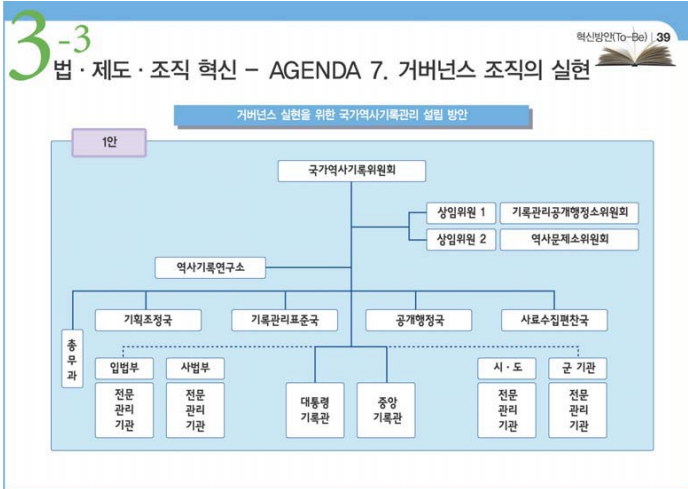 혁신방안(To-Be) | 39
3-3
법·제도·조직 혁신 - AGENDA 7. 거버넌스 조직의 실현
거버넌스 실현을 위한 국가역사기록관리 설립 방안
1안
국가역사기록위원회
상임위원 1 기록관리공개행정소위원회
상임위원 2 역사문제소위원회
역사기록연구소
기획조정국 기록관리표준국 공개행정국 사료수집편찬국
총
무
과
입법부 사법부 시·도 군 기관
전문 전문 대통령 중앙 전문 전문
관리 관리 기록관 기록관 관리 관리
기관 기관 기관 기관